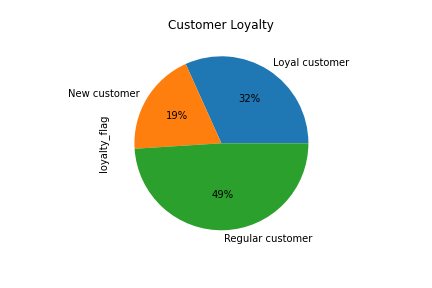 Customer Loyalty
Loyal customer
32%
New customer
19%
loyalty_flag
49%
Regular customer